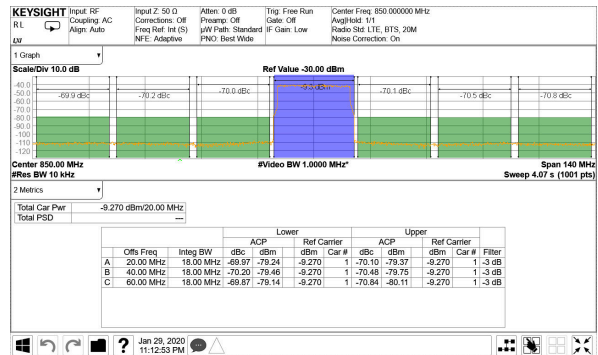 KEYSIGHT Input: RF Input Z: 50 Ω Atten: 0 dB Trig: Free Run Center Freq: 850.000000 MHz
RL Coupling: AC Corrections: Off Preamp: Off Gate: Off Avg|Hold: 1/1
Align: Auto Freq Ref: Int (S) µW Path: Standard IF Gain: Low Radio Std: LTE, BTS, 20M
LXI NFE: Adaptive PNO: Best Wide Noise Correction: On
1 Graph
Scale/Div 10.0 dB Ref Value -30.00 dBm
-40.0
-50.0
-60.0
-70.0
-80.0
-90.0
-100
-110
-120
-69.9 dBc -70.2 dBc -70.0 dBc -9.3 dBm -70.1 dBc -70.5 dBc -70.8 dBc
Center 850.00 MHz #Video BW 1.0000 MHz* Span 140 MHz
#Res BW 10 kHz Sweep 4.07 s (1001 pts)
2 Metrics
Total Car Pwr -9.270 dBm/20.00 MHz
Total PSD ---
Lower Upper
ACP Ref Carrier ACP Ref Carrier
Offs Freq Integ BW dBc dBm dBm Car # dBc dBm dBm Car # Filter
A 20.00 MHz 18.00 MHz -69.97 -79.24 -9.270 1 -70.10 -79.37 -9.270 1 -3 dB
B 40.00 MHz 18.00 MHz -70.20 -79.46 -9.270 1 -70.48 -79.75 -9.270 1 -3 dB
C 60.00 MHz 18.00 MHz -69.87 -79.14 -9.270 1 -70.84 -80.11 -9.270 1 -3 dB
? Jan 29, 2020
11:12:53 PM